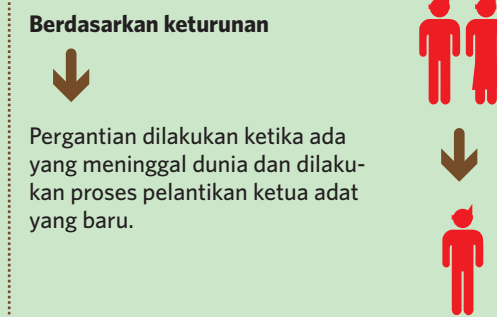 Berdasarkan keturunan
Pergantian dilakukan ketika ada
yang meninggal dunia dan dilaku-
kan proses pelantikan ketua adat
yang baru.